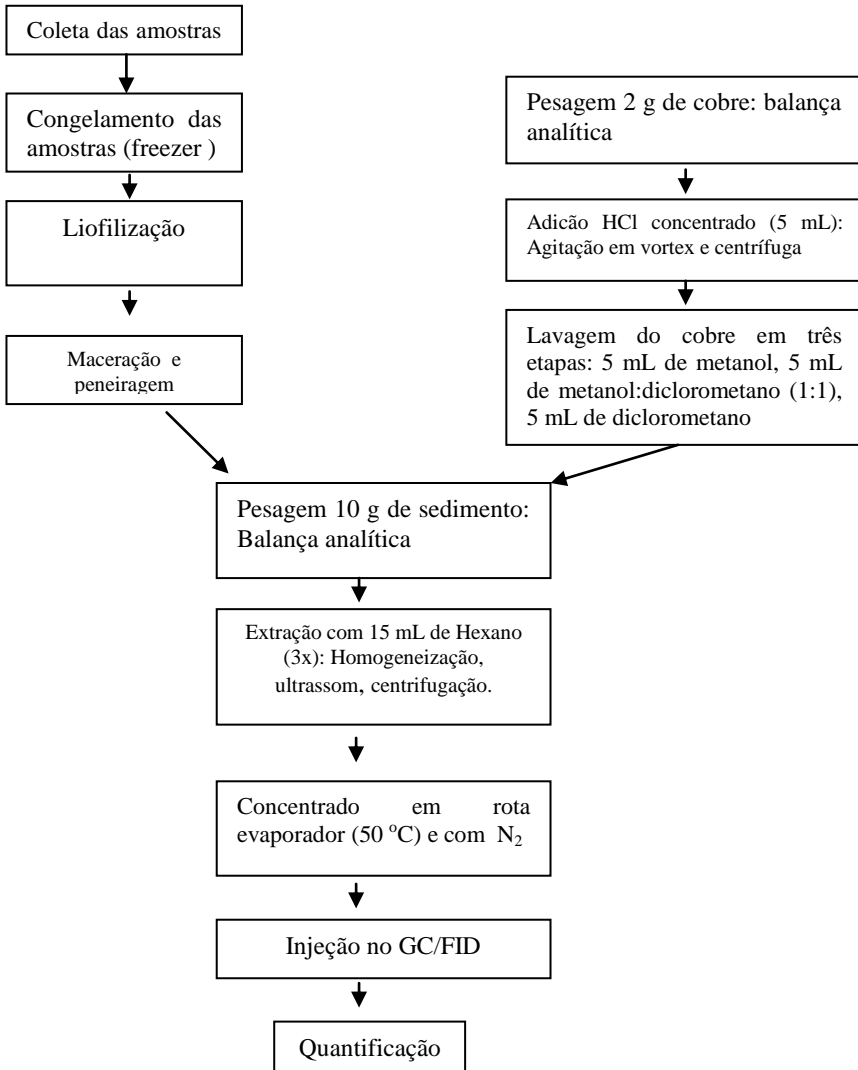 Coleta das amostras
Congelamento das
amostras (freezer )
Liofilização
Maceração e
peneiragem
Pesagem 2 g de cobre: balança
analítica
Adicão HCl concentrado (5 mL):
Agitação em vortex e centrífuga
Lavagem do cobre em três
etapas: 5 mL de metanol, 5 mL
de metanol:diclorometano (1:1),
5 mL de diclorometano
Pesagem 10 g de sedimento:
Balança analítica
Extração com 15 mL de Hexano
(3x): Homogeneização,
ultrassom, centrifugação.
Concentrado em rota
evaporador (50 °C) e com N₂
Injeção no GC/FID
Quantificação